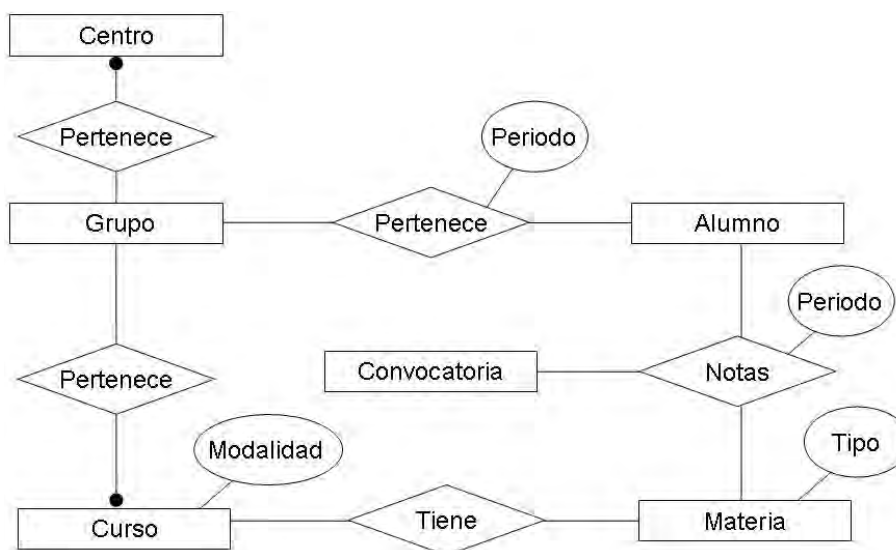 Centro
Pertenece
Periodo
Grupo
Pertenece
Alumno
Periodo
Pertenece
Convocatoria
Notas
Modalidad
Tipo
Curso
Tiene
Materia